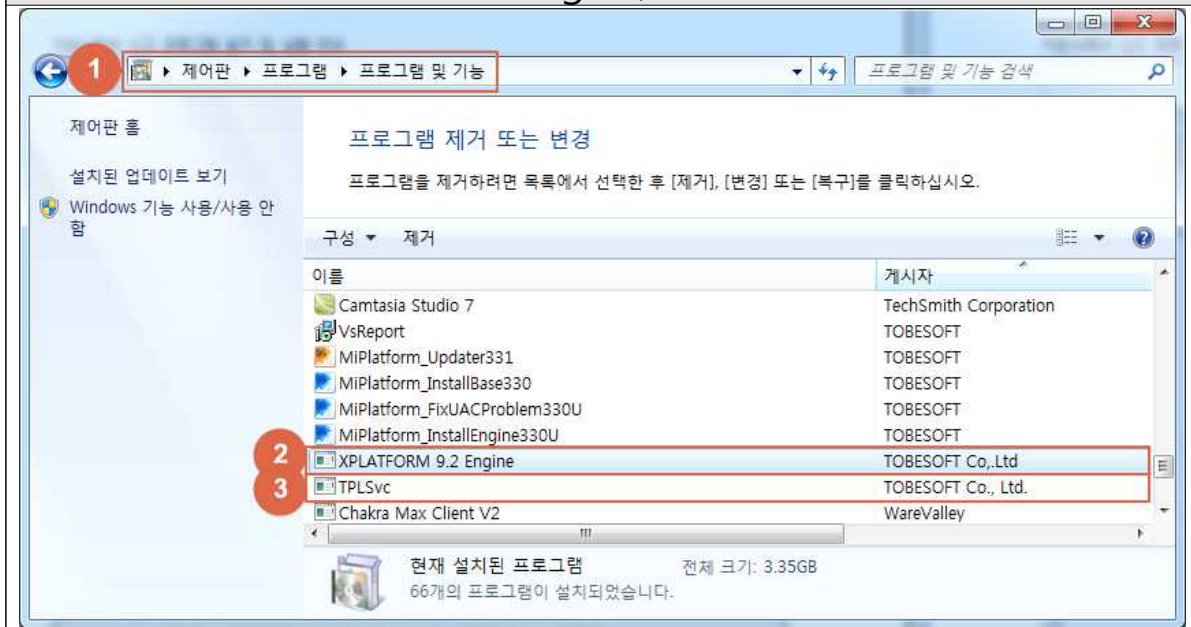 1 ▸ 제어판 ▸ 프로그램 ▸ 프로그램 및 기능
프로그램 및 기능 검색
제어판 홈
설치된 업데이트 보기
Windows 기능 사용/사용 안
함
프로그램 제거 또는 변경
프로그램을 제거하려면 목록에서 선택한 후 [제거], [변경] 또는 [복구]를 클릭하십시오.
구성 제거
이름 게시자
Camtasia Studio 7 TechSmith Corporation
VsReport TOBESOFT
MiPlatform_Updater331 TOBESOFT
MiPlatform_InstallBase330 TOBESOFT
MiPlatform_FixUACProblem330U TOBESOFT
MiPlatform_InstallEngine330U TOBESOFT
2 XPLATFORM 9.2 Engine TOBESOFT Co,.Ltd
3 TPLSvc TOBESOFT Co., Ltd.
Chakra Max Client V2 WareValley
현재 설치된 프로그램 전체 크기: 3.35GB
66개의 프로그램이 설치되었습니다.